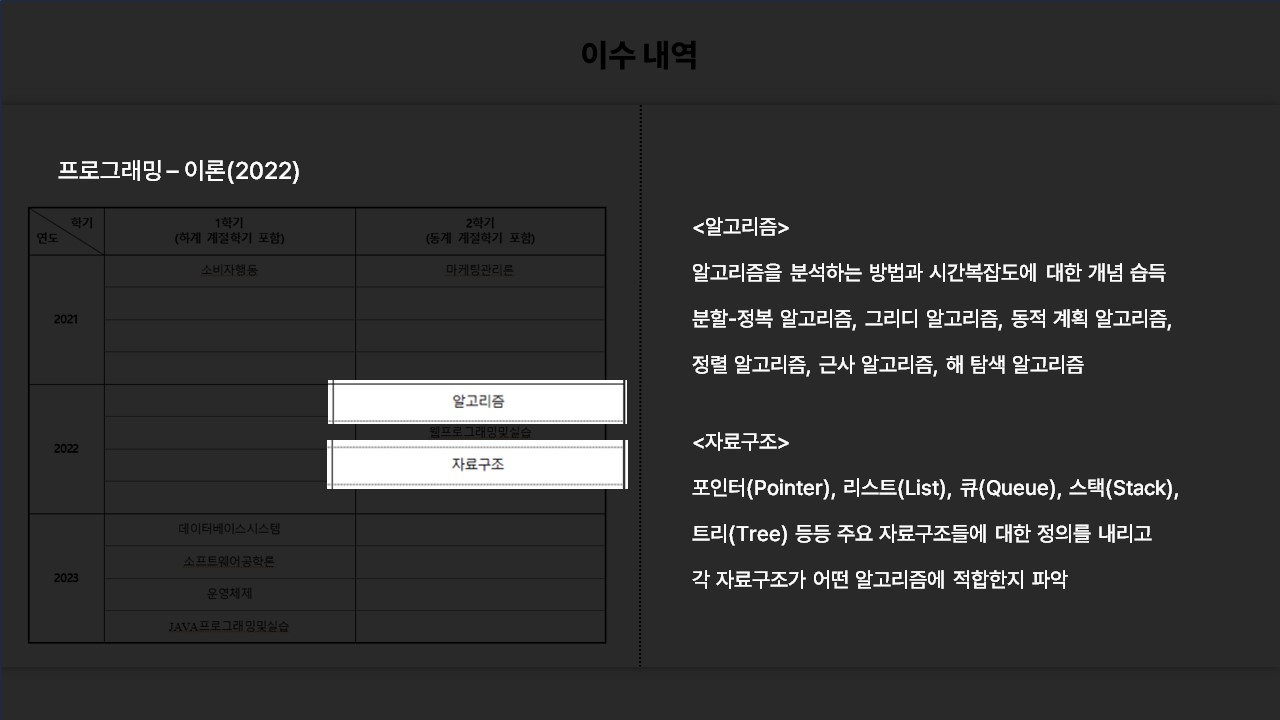 이수 내역
프로그래밍 – 이론(2022)
학기
연도
1학기
(하계 계절학기 포함)
2학기
(동계 계절학기 포함)
2021
소비자행동
마케팅관리론
2022
알고리즘
웹프로그래밍및실습
자료구조
2023
데이터베이스시스템
소프트웨어공학론
운영체제
JAVA프로그래밍및실습
<알고리즘>
알고리즘을 분석하는 방법과 시간복잡도에 대한 개념 습득
분할-정복 알고리즘, 그리디 알고리즘, 동적 계획 알고리즘,
정렬 알고리즘, 근사 알고리즘, 해 탐색 알고리즘
<자료구조>
포인터(Pointer), 리스트(List), 큐(Queue), 스택(Stack),
트리(Tree) 등등 주요 자료구조들에 대한 정의를 내리고
각 자료구조가 어떤 알고리즘에 적합한지 파악